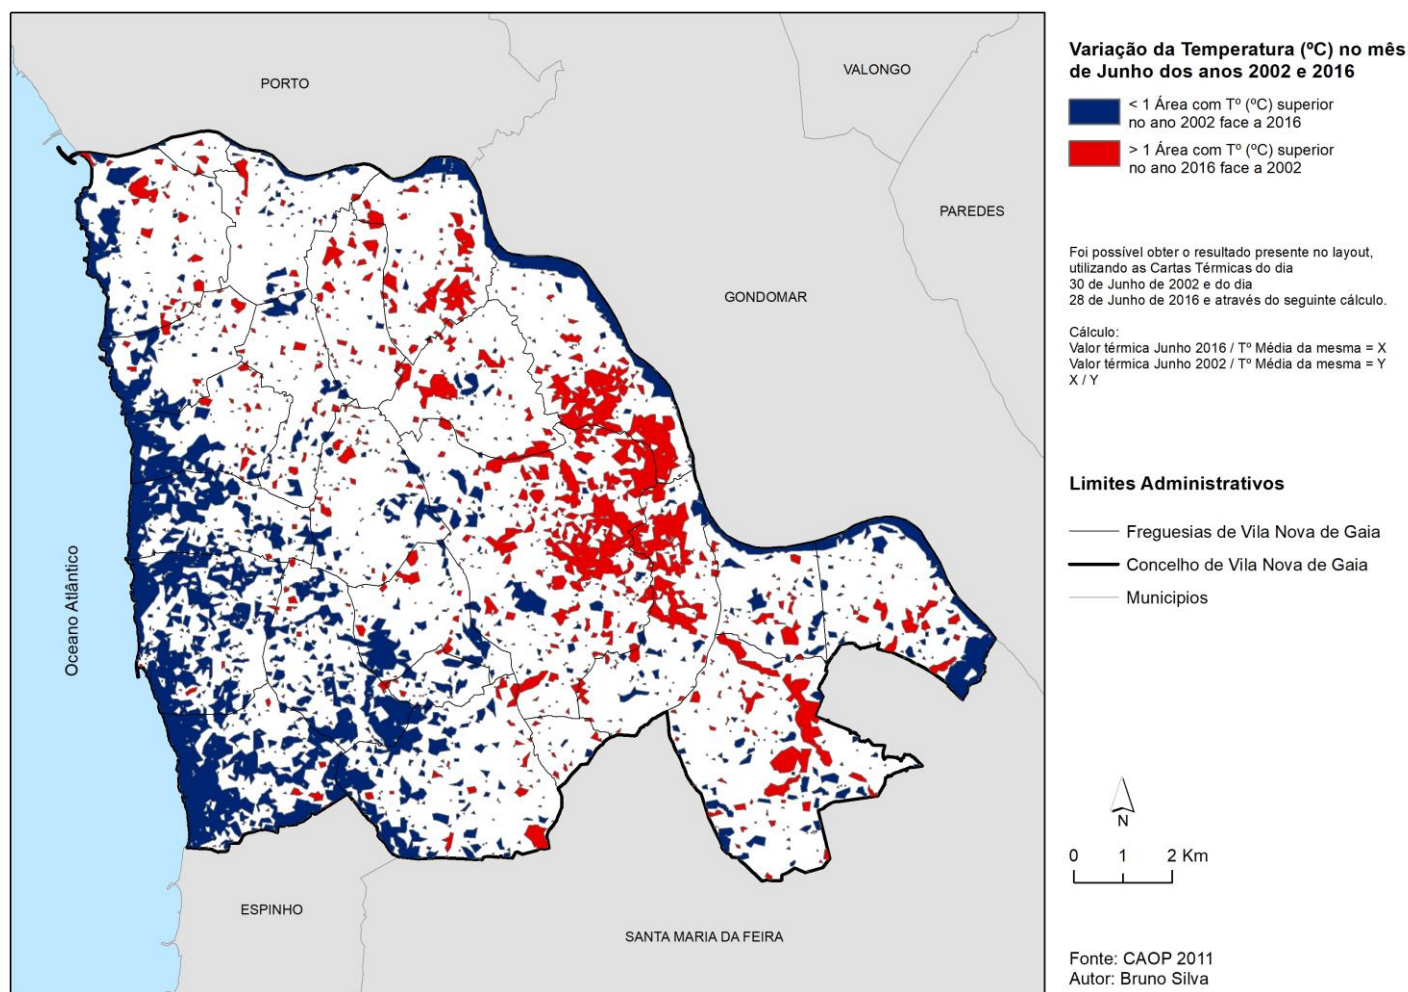 PORTO
VALONGO
PAREDES
GONDOMAR
Oceano Atlântico
ESPINHO
SANTA MARIA DA FEIRA
Variação da Temperatura (ºC) no mês
de Junho dos anos 2002 e 2016
< 1 Área com Tº (ºC) superior
no ano 2002 face a 2016
> 1 Área com Tº (ºC) superior
no ano 2016 face a 2002
Foi possível obter o resultado presente no layout,
utilizando as Cartas Térmicas do dia
30 de Junho de 2002 e do dia
28 de Junho de 2016 e através do seguinte cálculo.
Cálculo:
Valor térmica Junho 2016 / Tº Média da mesma = X
Valor térmica Junho 2002 / Tº Média da mesma = Y
X / Y
Limites Administrativos
Freguesias de Vila Nova de Gaia
Concelho de Vila Nova de Gaia
Municipios
N
0 1 2 Km
Fonte: CAOP 2011
Autor: Bruno Silva